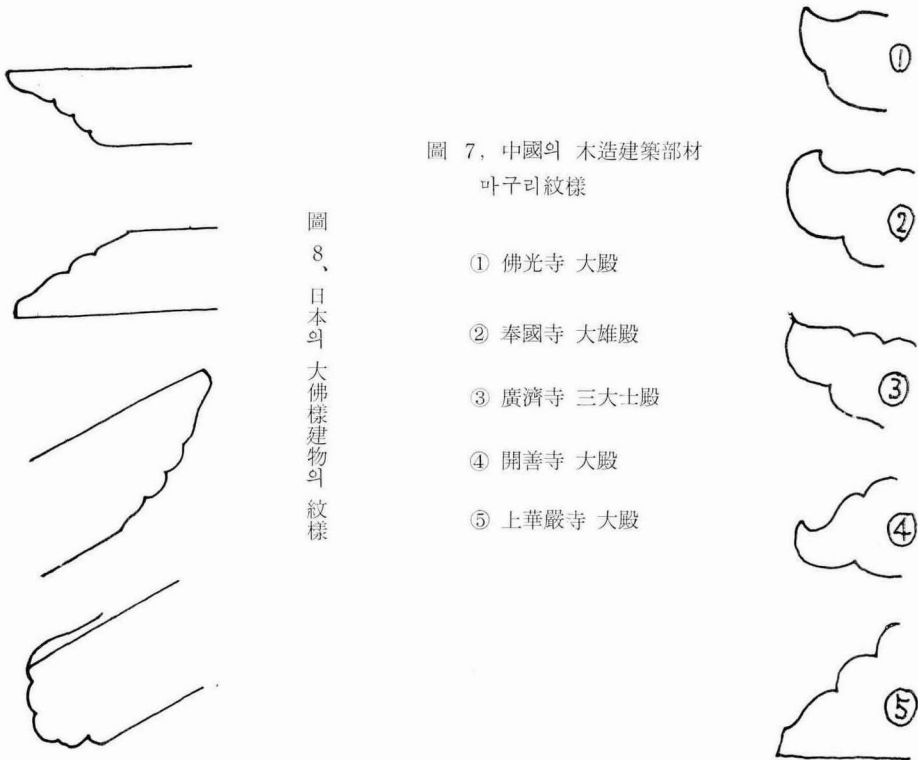 圖 7, 中國의 木造建築部材
마구리紋樣
① 佛光寺 大殿
② 奉國寺 大雄殿
③ 廣濟寺 三大士殿
④ 開善寺 大殿
⑤ 上華嚴寺 大殿
圖 8、日本의 大佛樣建物의 紋樣
①
②
③
④
⑤